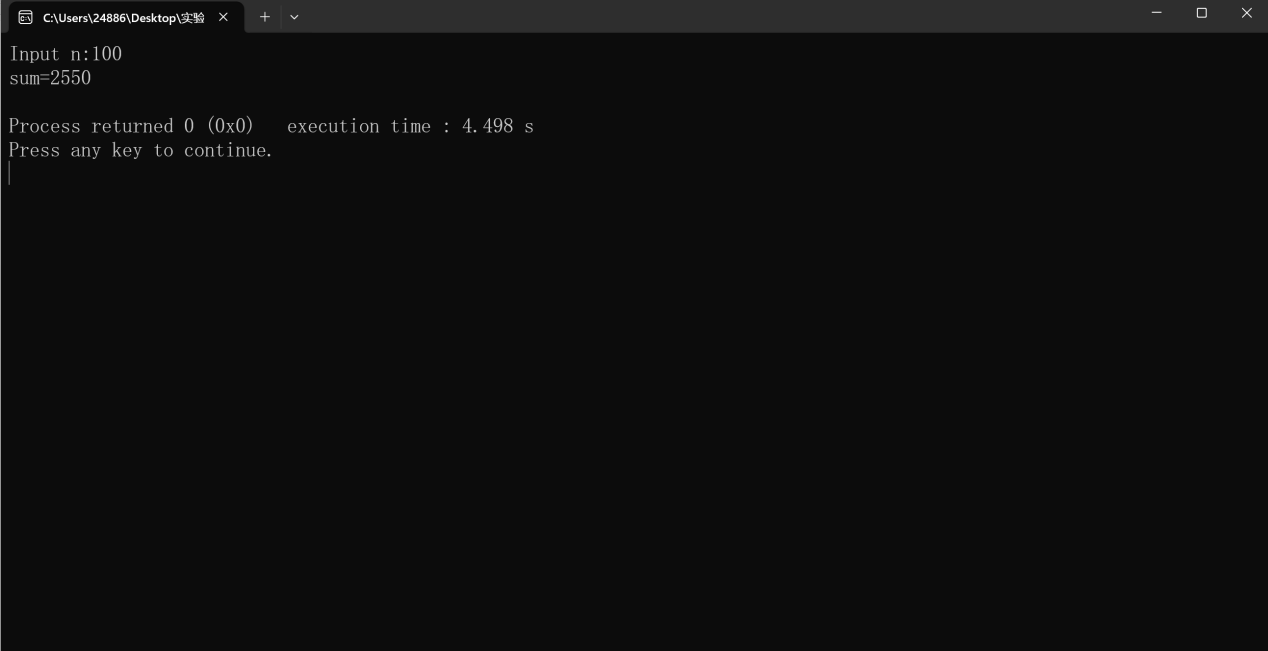 C:\Users\24886\Desktop\实验
Input n:100
sum=2550
Process returned 0 (0x0)   execution time : 4.498 s
Press any key to continue.